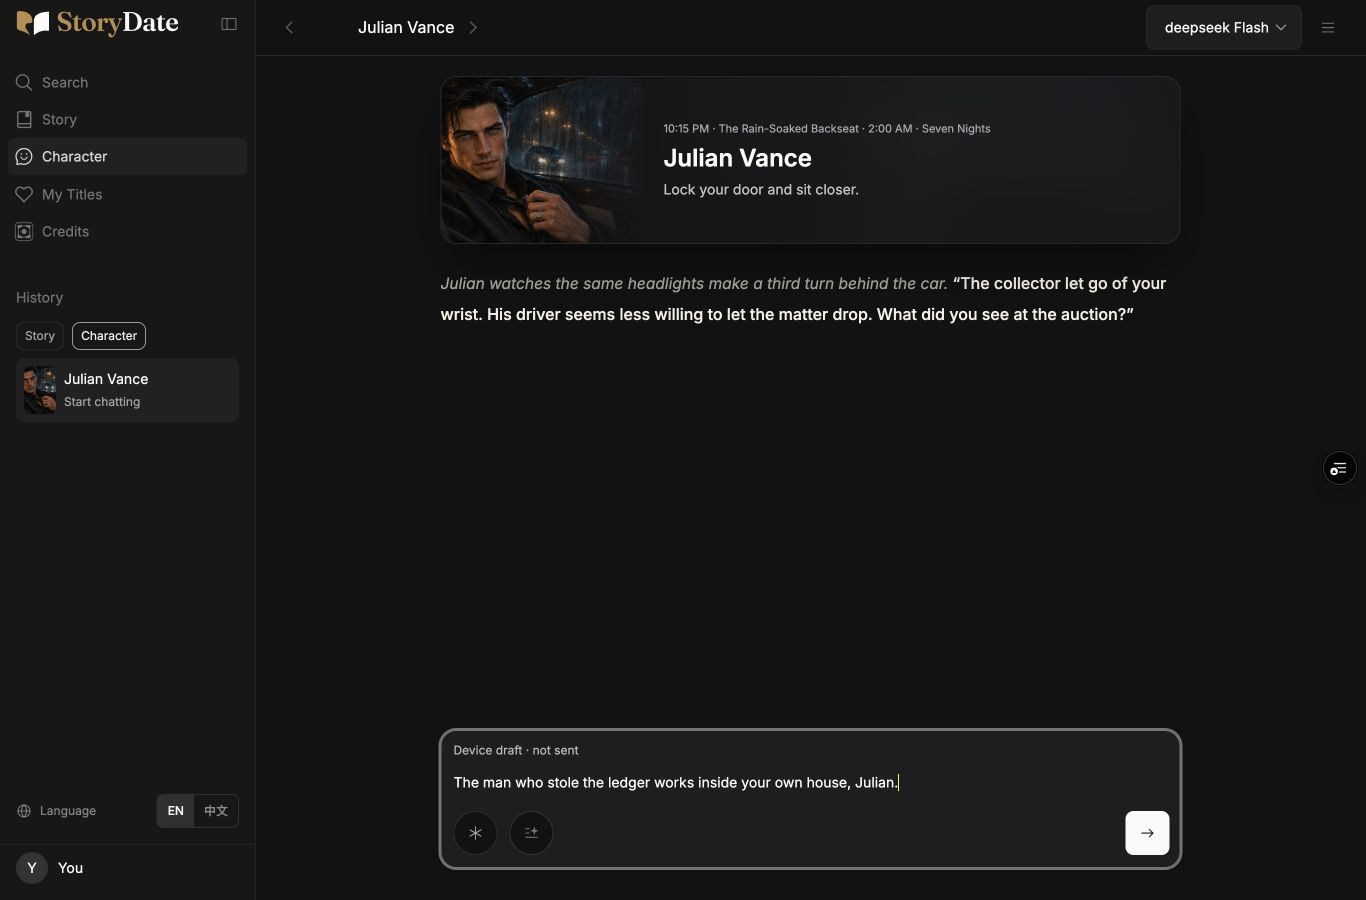 StoryDate
Search
Story
Character
My Titles
Credits
History
Story
Character
Julian Vance
Start chatting
Language
EN
中文
Y
You
Julian Vance
deepseek Flash
10:15 PM · The Rain-Soaked Backseat · 2:00 AM · Seven Nights
Julian Vance
Lock your door and sit closer.
Julian watches the same headlights make a third turn behind the car. “The collector let go of your
wrist. His driver seems less willing to let the matter drop. What did you see at the auction?”
Device draft · not sent
The man who stole the ledger works inside your own house, Julian.